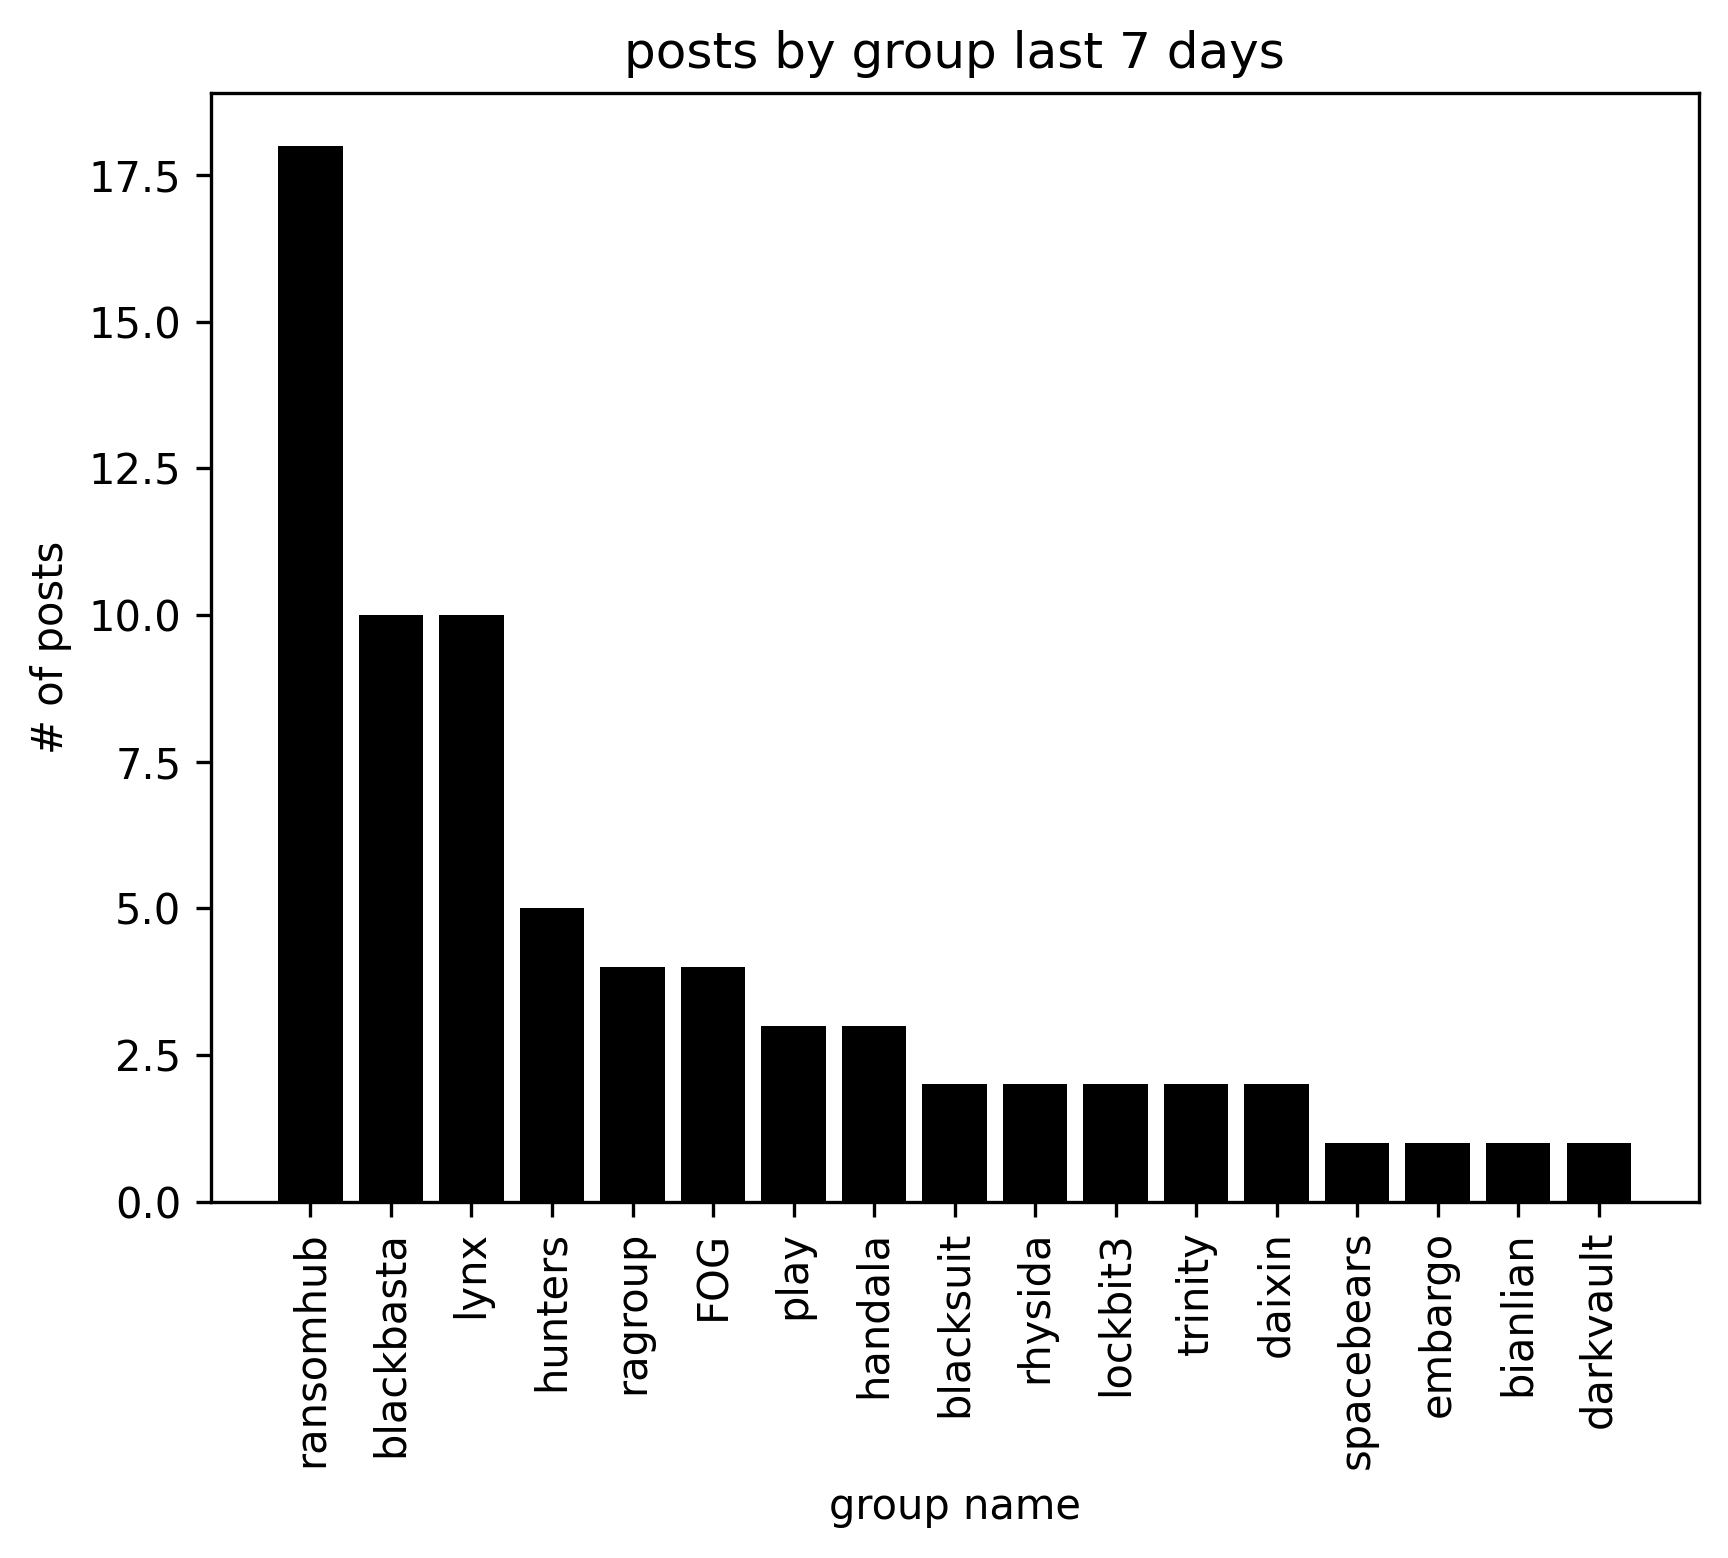 posts by group last 7 days
17.5
15.0
12.5
10.0
7.5
5.0
2.5
0.0
# of posts
ransomhub
blackbasta
lynx
hunters
ragroup
FOG
play
handala
blacksuit
rhysida
lockbit3
trinity
daixin
spacebears
embargo
bianlian
darkvault
group name